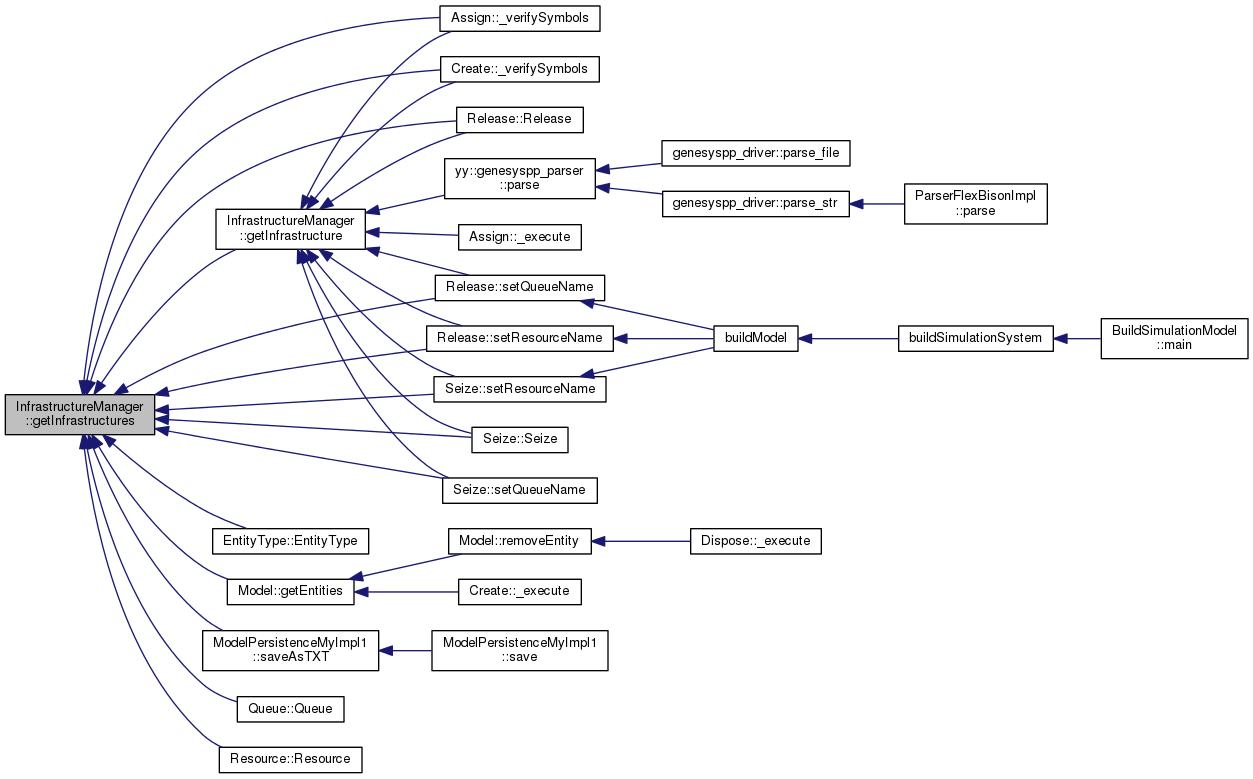 Assign::_verifySymbols
Create::_verifySymbols
Release::Release
genesyspp_driver::parse_file
yy::genesyspp_parser
::parse
genesyspp_driver::parse_str
ParserFlexBisonImpl
::parse
InfrastructureManager
::getInfrastructure
Assign::_execute
Release::setQueueName
Release::setResourceName
buildModel
buildSimulationSystem
BuildSimulationModel
::main
Seize::setResourceName
InfrastructureManager
::getInfrastructures
Seize::Seize
Seize::setQueueName
EntityType::EntityType
Model::removeEntity
Dispose::_execute
Model::getEntities
Create::_execute
ModelPersistenceMyImpl1
::saveAsTXT
ModelPersistenceMyImpl1
::save
Queue::Queue
Resource::Resource